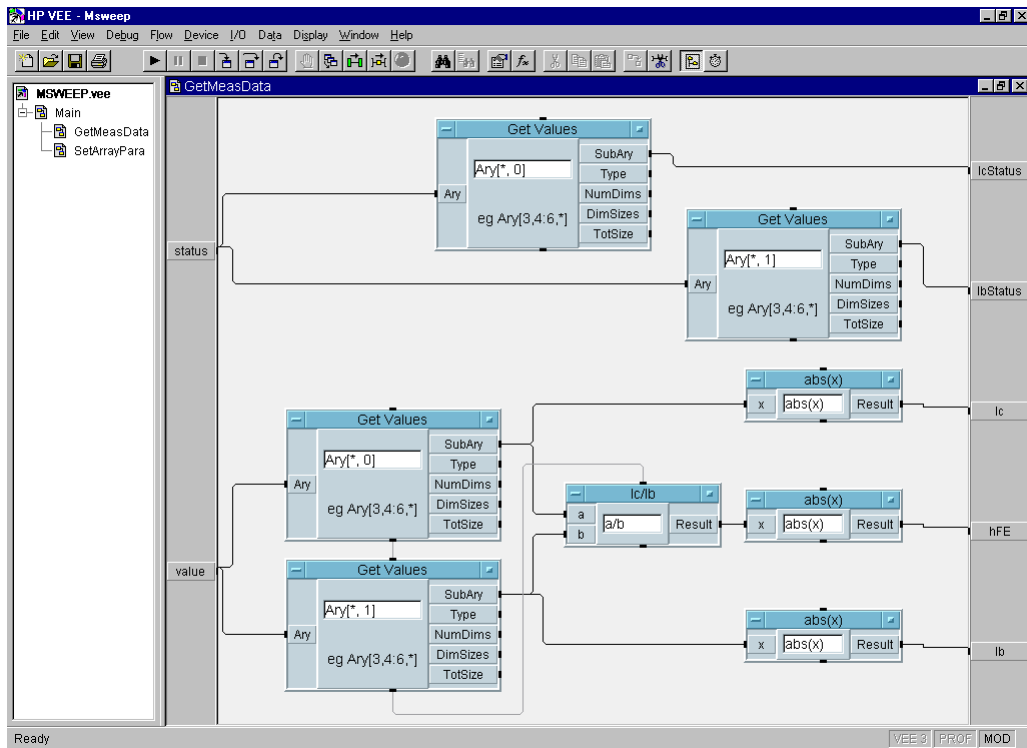 HP VEE - Msweep
File Edit View Debug Flow Device I/O Data Display Window Help
MSWEEP.vee
Main
GetMeasData
SetArrayPara
GetMeasData
status
value
Get Values
Ary
Ary[*, 0]
eg Ary[3,4:6,*]
SubAry
Type
NumDims
DimSizes
TotSize
Get Values
Ary
Ary[*, 1]
eg Ary[3,4:6,*]
SubAry
Type
NumDims
DimSizes
TotSize
IcStatus
IbStatus
Get Values
Ary
Ary[*, 0]
eg Ary[3,4:6,*]
SubAry
Type
NumDims
DimSizes
TotSize
Get Values
Ary
Ary[*, 1]
eg Ary[3,4:6,*]
SubAry
Type
NumDims
DimSizes
TotSize
Ic/Ib
a
b
a/b
Result
abs(x)
x
abs(x)
Result
Ic
abs(x)
x
abs(x)
Result
hFE
abs(x)
x
abs(x)
Result
Ib
Ready
VEE 3 PROF MOD